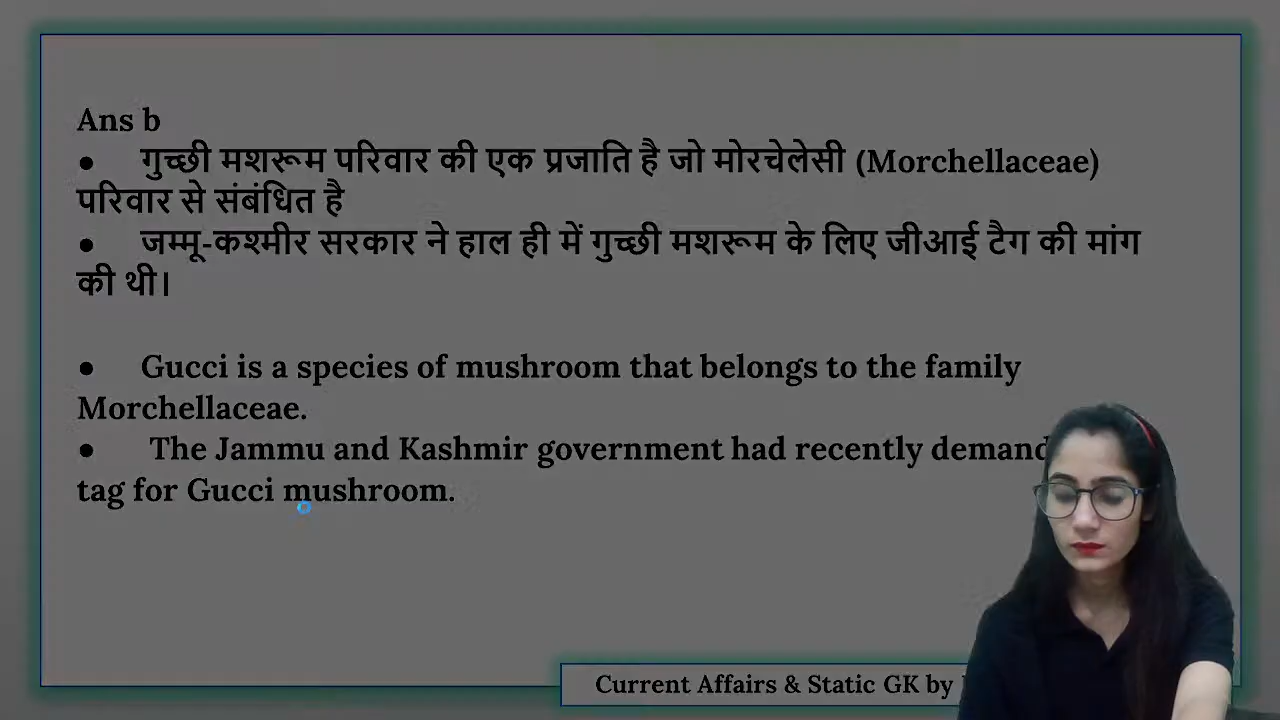 Ans b
● गुच्छी मशरूम परिवार की एक प्रजाति है जो मोरचेलेसी (Morchellaceae)
परिवार से संबंधित है
● जम्मू-कश्मीर सरकार ने हाल ही में गुच्छी मशरूम के लिए जीआई टैग की मांग
की थी।
● Gucci is a species of mushroom that belongs to the family
Morchellaceae.
● The Jammu and Kashmir government had recently
tag for Gucci mushroom.
Current Affairs & Static GK by